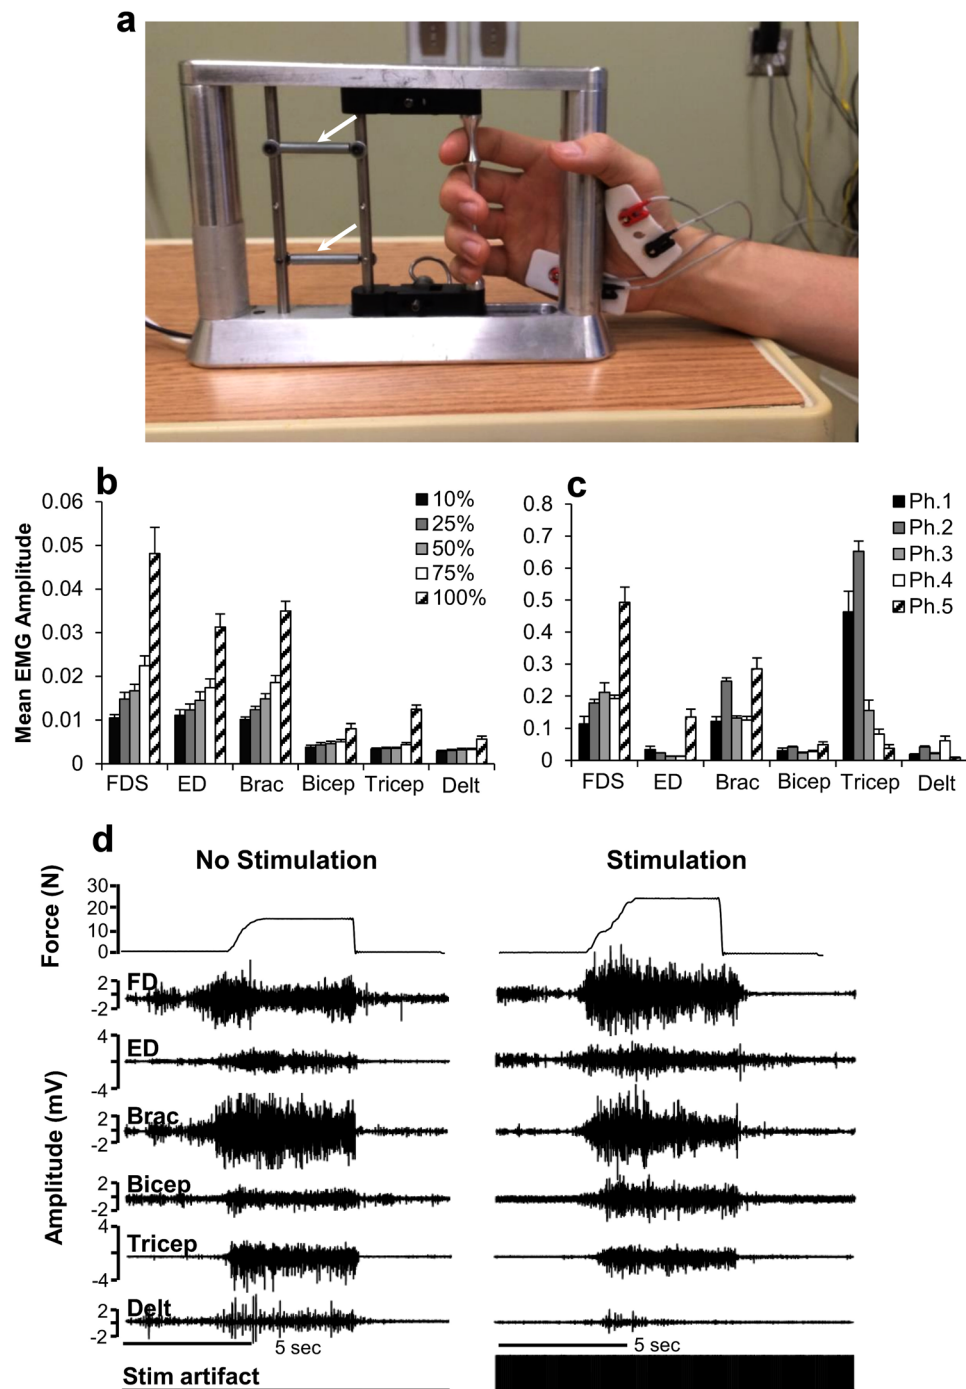 a
b
0.06
0.05
0.04
0.03
0.02
0.01
0
Mean EMG Amplitude
10%
25%
50%
75%
100%
FDS ED Brac Bicep Tricep Delt
c
0.8
0.7
0.6
0.5
0.4
0.3
0.2
0.1
0
Ph.1
Ph.2
Ph.3
Ph.4
Ph.5
FDS ED Brac Bicep Tricep Delt
d
No Stimulation
Stimulation
Force (N)
30
20
10
0
Amplitude (mV)
FD
2
-2
ED
4
-4
Brac
2
-2
Bicep
2
-2
Tricep
4
-4
Delt
2
-2
5 sec
5 sec
Stim artifact